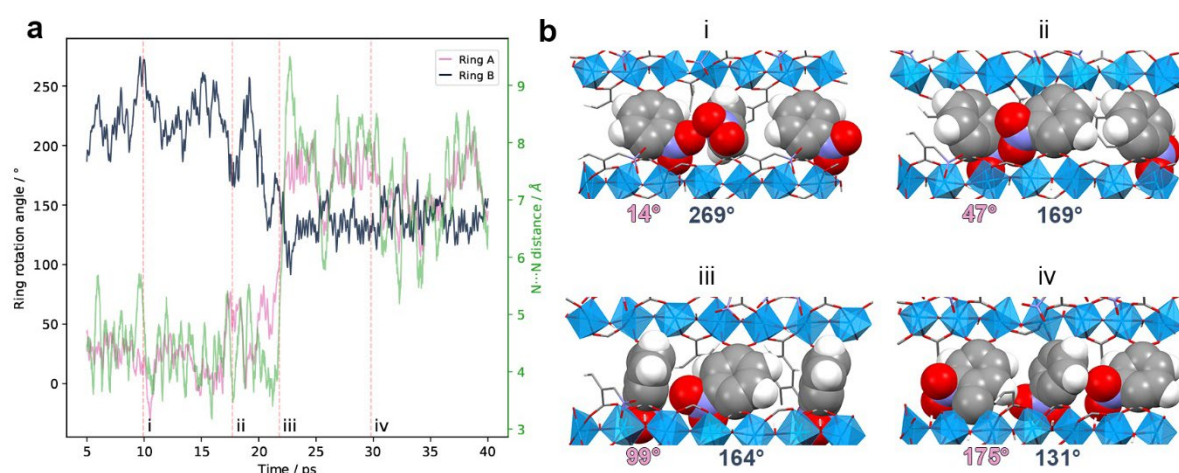 a
Ring rotation angle / °
250
200
150
100
50
0
Ring A
Ring B
9
8
7
6
5
4
3
N···N distance / Å
i
ii
iii
iv
5
10
15
20
25
30
35
40
Time / ps
b
i
ii
14° 269°
47° 169°
iii
iv
99° 164°
175° 131°